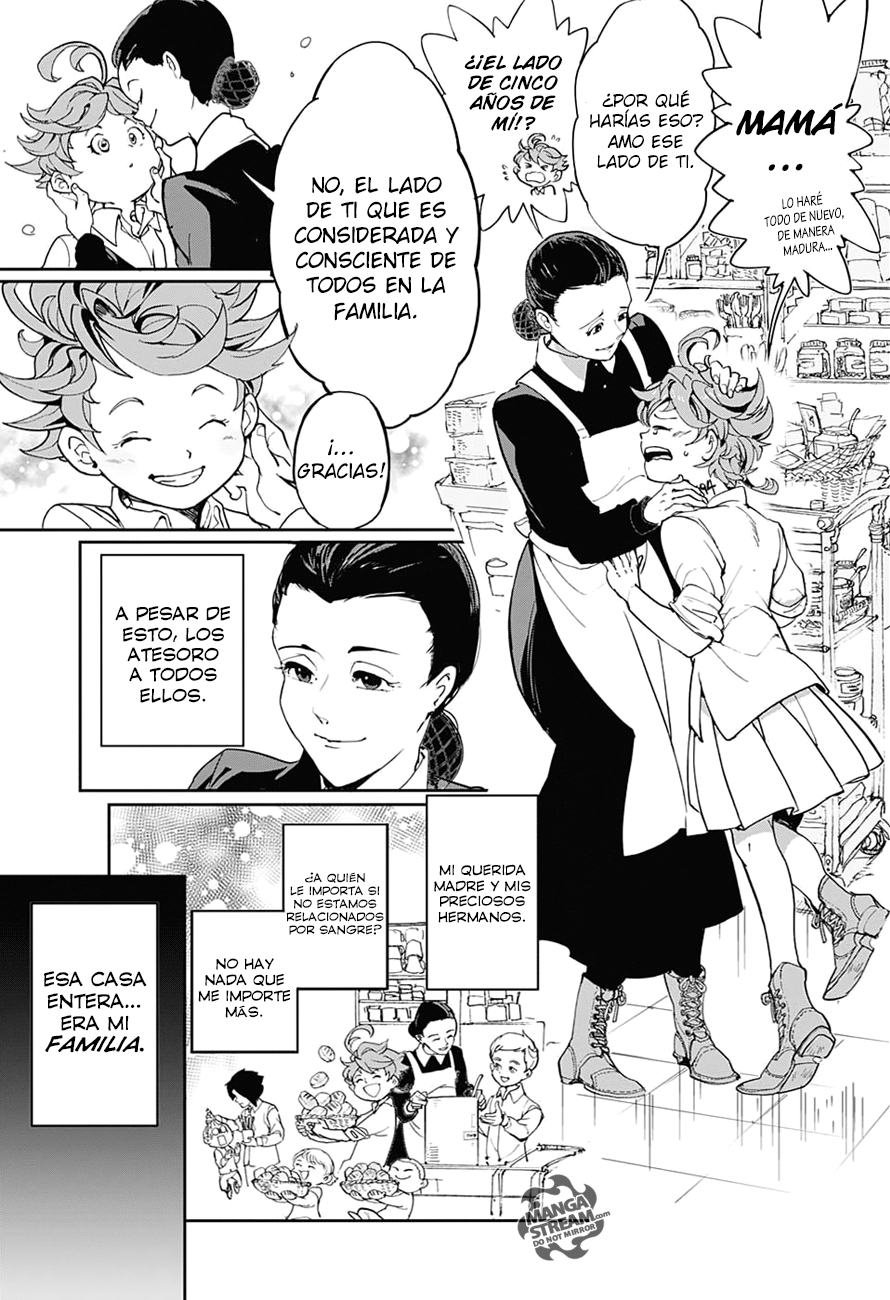 MAMÁ
...
LO HARÉ
TODO DE NUEVO,
DE MANERA
MADURA...
¿POR QUÉ
HARÍAS ESO?
AMO ESE
LADO DE TI.
¿¡EL LADO
DE CINCO
AÑOS DE
MÍ!?
NO, EL LADO
DE TI QUE ES
CONSIDERADA Y
CONSCIENTE DE
TODOS EN LA
FAMILIA.
¡...
GRACIAS!
A PESAR DE
ESTO, LOS
ATESORO
A TODOS
ELLOS.
MI QUERIDA
MADRE Y MIS
PRECIOSOS
HERMANOS.
¿A QUIÉN
LE IMPORTA SI
NO ESTAMOS
RELACIONADOS
POR SANGRE?
NO HAY
NADA QUE
ME IMPORTE
MÁS.
ESA CASA
ENTERA...
ERA MI
FAMILIA.
MANGA
STREAM.com
DO NOT MIRROR